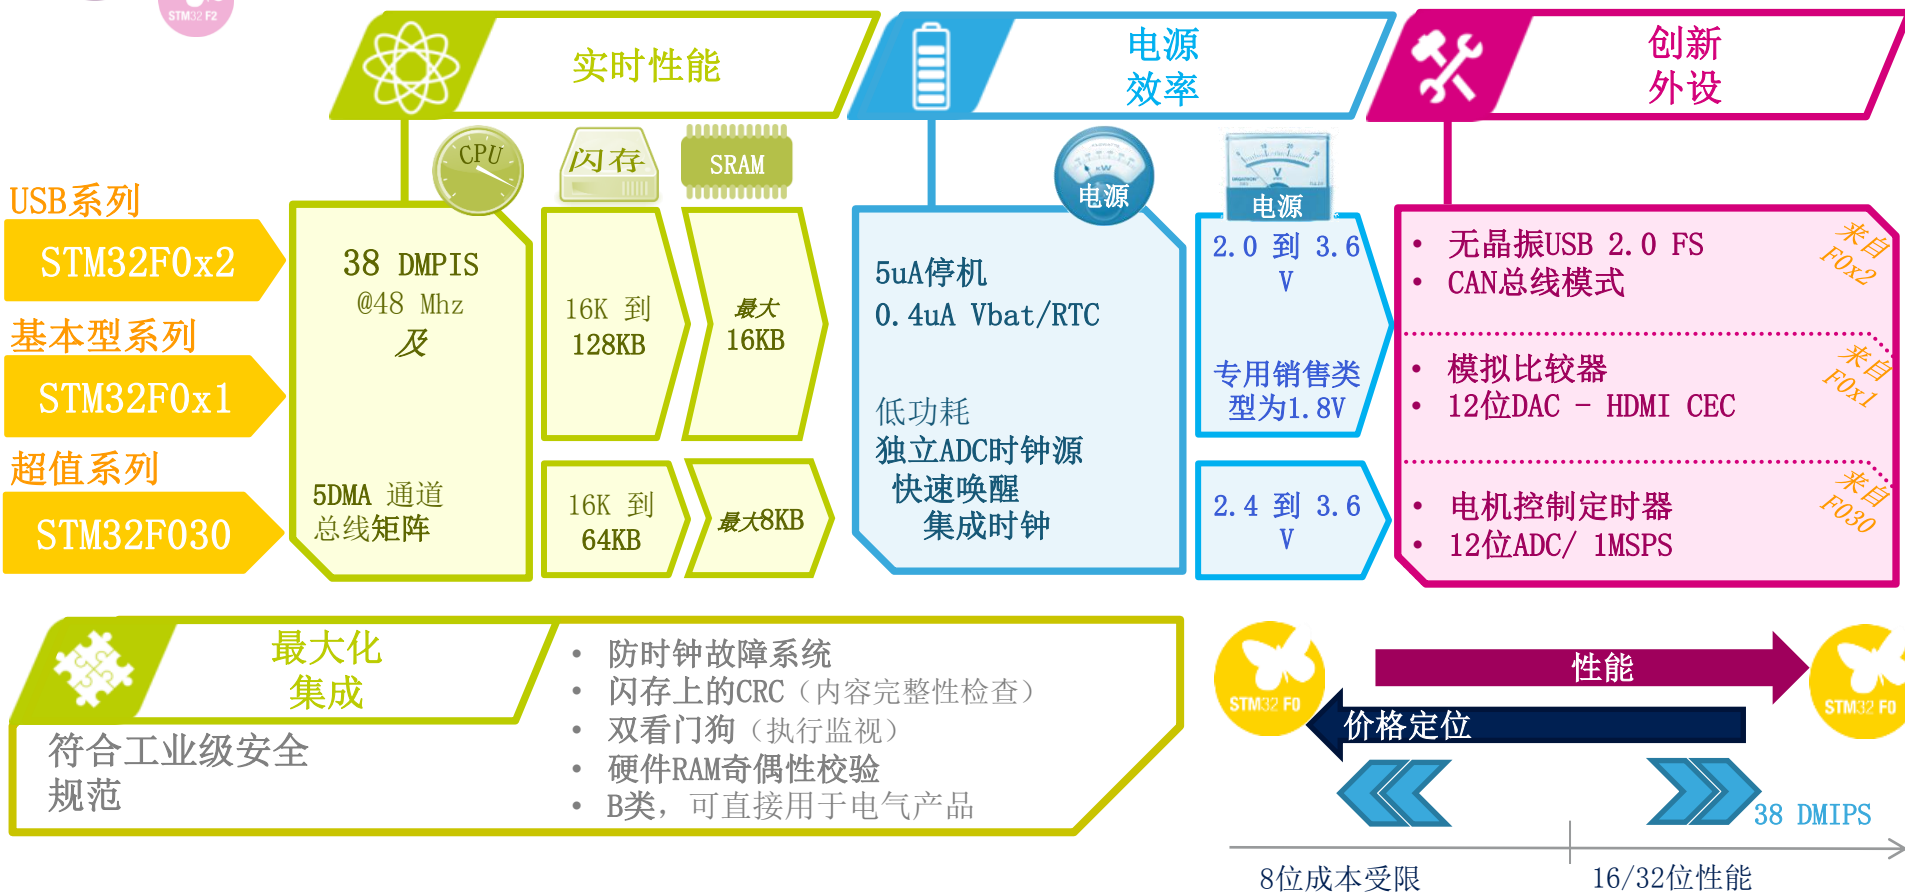 STM32 F2
实时性能
电源
效率
创新
外设
CPU
闪存
SRAM
kW
电源
V
电源
USB系列
STM32F0x2
基本型系列
STM32F0x1
超值系列
STM32F030
38 DMPIS
@48 Mhz
及
5DMA 通道
总线矩阵
16K 到
128KB
最大
16KB
16K 到
64KB
最大8KB
5uA停机
0.4uA Vbat/RTC
低功耗
独立ADC时钟源
快速唤醒
集成时钟
2.0 到 3.6
V
专用销售类
型为1.8V
2.4 到 3.6
V
• 无晶振USB 2.0 FS
• CAN总线模式
来自
F0x2
• 模拟比较器
• 12位DAC – HDMI CEC
来自
F0x1
• 电机控制定时器
• 12位ADC/ 1MSPS
来自
F030
最大化
集成
符合工业级安全
规范
• 防时钟故障系统
• 闪存上的CRC（内容完整性检查）
• 双看门狗（执行监视）
• 硬件RAM奇偶性校验
• B类，可直接用于电气产品
STM32 F0
性能
STM32 F0
价格定位
38 DMIPS
8位成本受限
16/32位性能